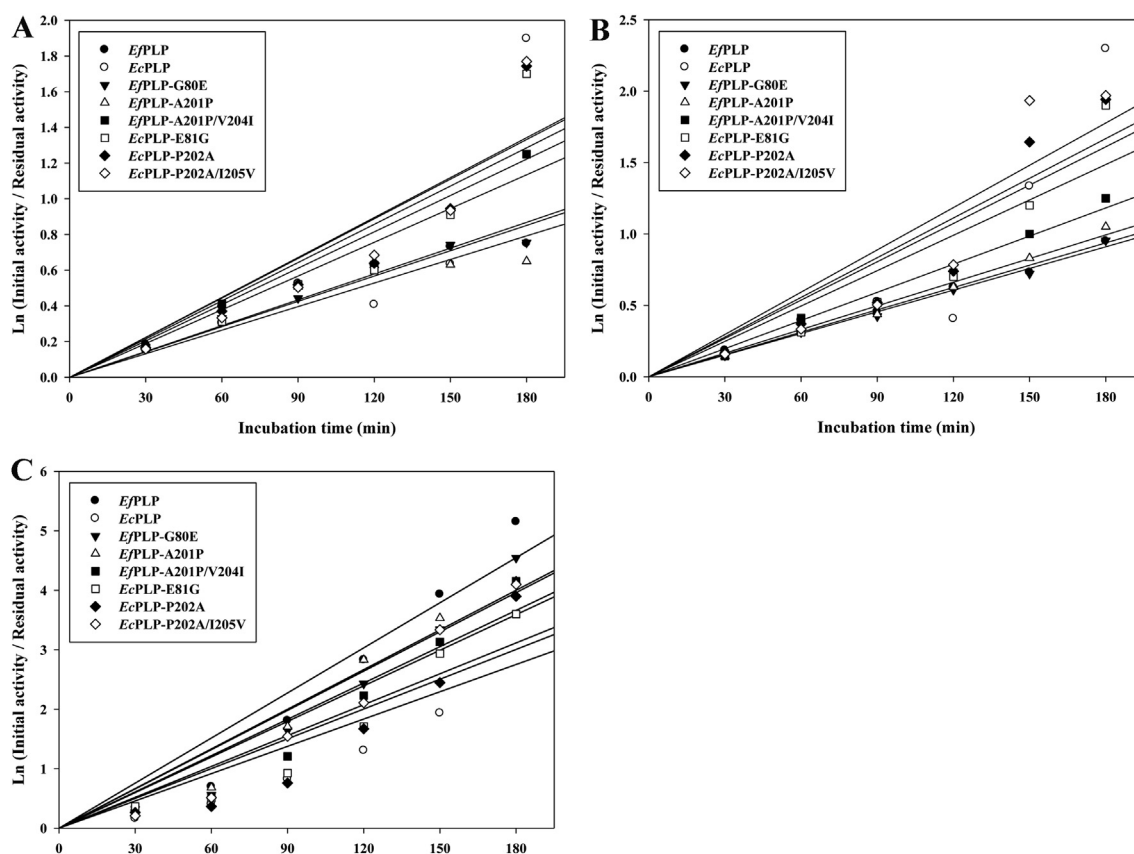 A
2.0
1.8
1.6
1.4
1.2
1.0
0.8
0.6
0.4
0.2
0.0
Ln (Initial activity / Residual activity)
EfPLP
EcPLP
EfPLP-G80E
EfPLP-A201P
EfPLP-A201P/V204I
EcPLP-E81G
EcPLP-P202A
EcPLP-P202A/I205V
0 30 60 90 120 150 180
Incubation time (min)
B
2.5
2.0
1.5
1.0
0.5
0.0
Ln (Initial activity / Residual activity)
EfPLP
EcPLP
EfPLP-G80E
EfPLP-A201P
EfPLP-A201P/V204I
EcPLP-E81G
EcPLP-P202A
EcPLP-P202A/I205V
0 30 60 90 120 150 180
Incubation time (min)
C
6
5
4
3
2
1
0
Ln (Initial activity / Residual activity)
EfPLP
EcPLP
EfPLP-G80E
EfPLP-A201P
EfPLP-A201P/V204I
EcPLP-E81G
EcPLP-P202A
EcPLP-P202A/I205V
0 30 60 90 120 150 180